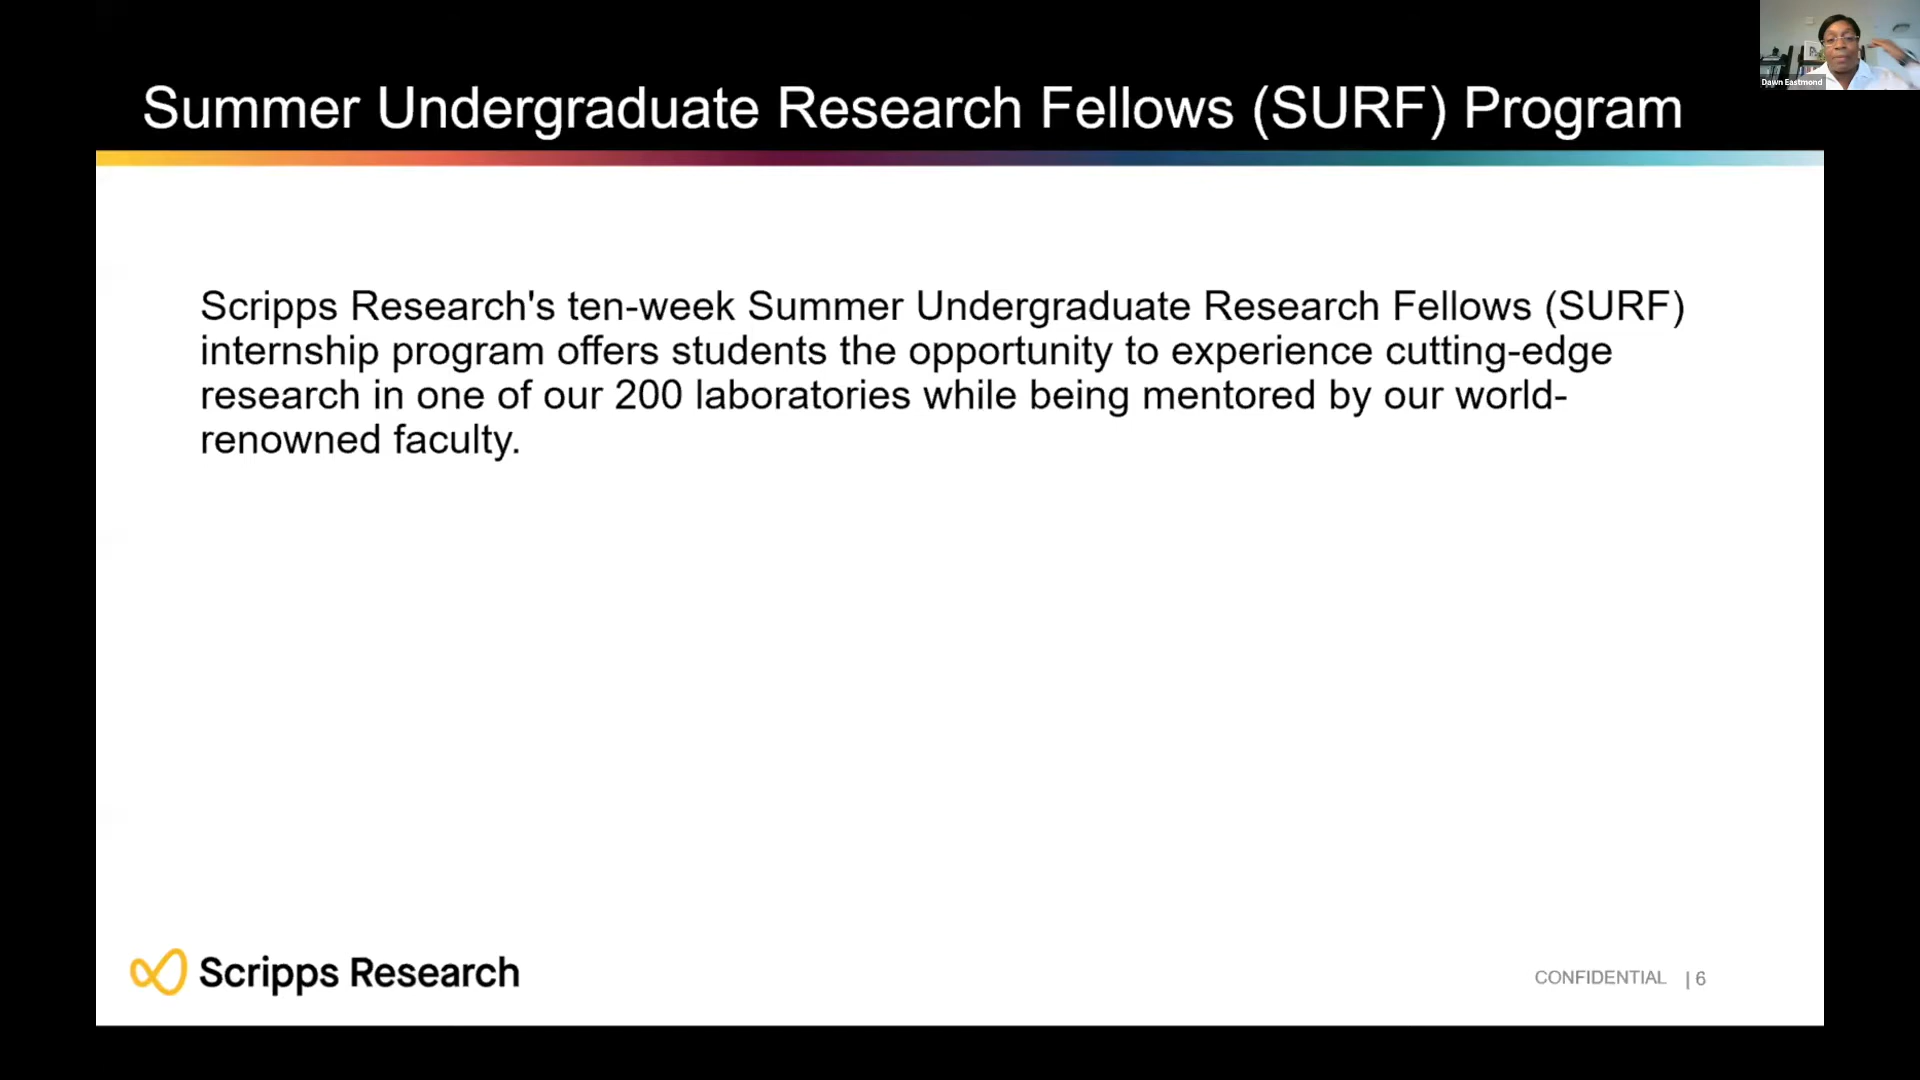 Summer Undergraduate Research Fellows (SURF) Program
Dawn Eastmond
Scripps Research's ten-week Summer Undergraduate Research Fellows (SURF)
internship program offers students the opportunity to experience cutting-edge
research in one of our 200 laboratories while being mentored by our world-
renowned faculty.
Scripps Research
CONFIDENTIAL | 6